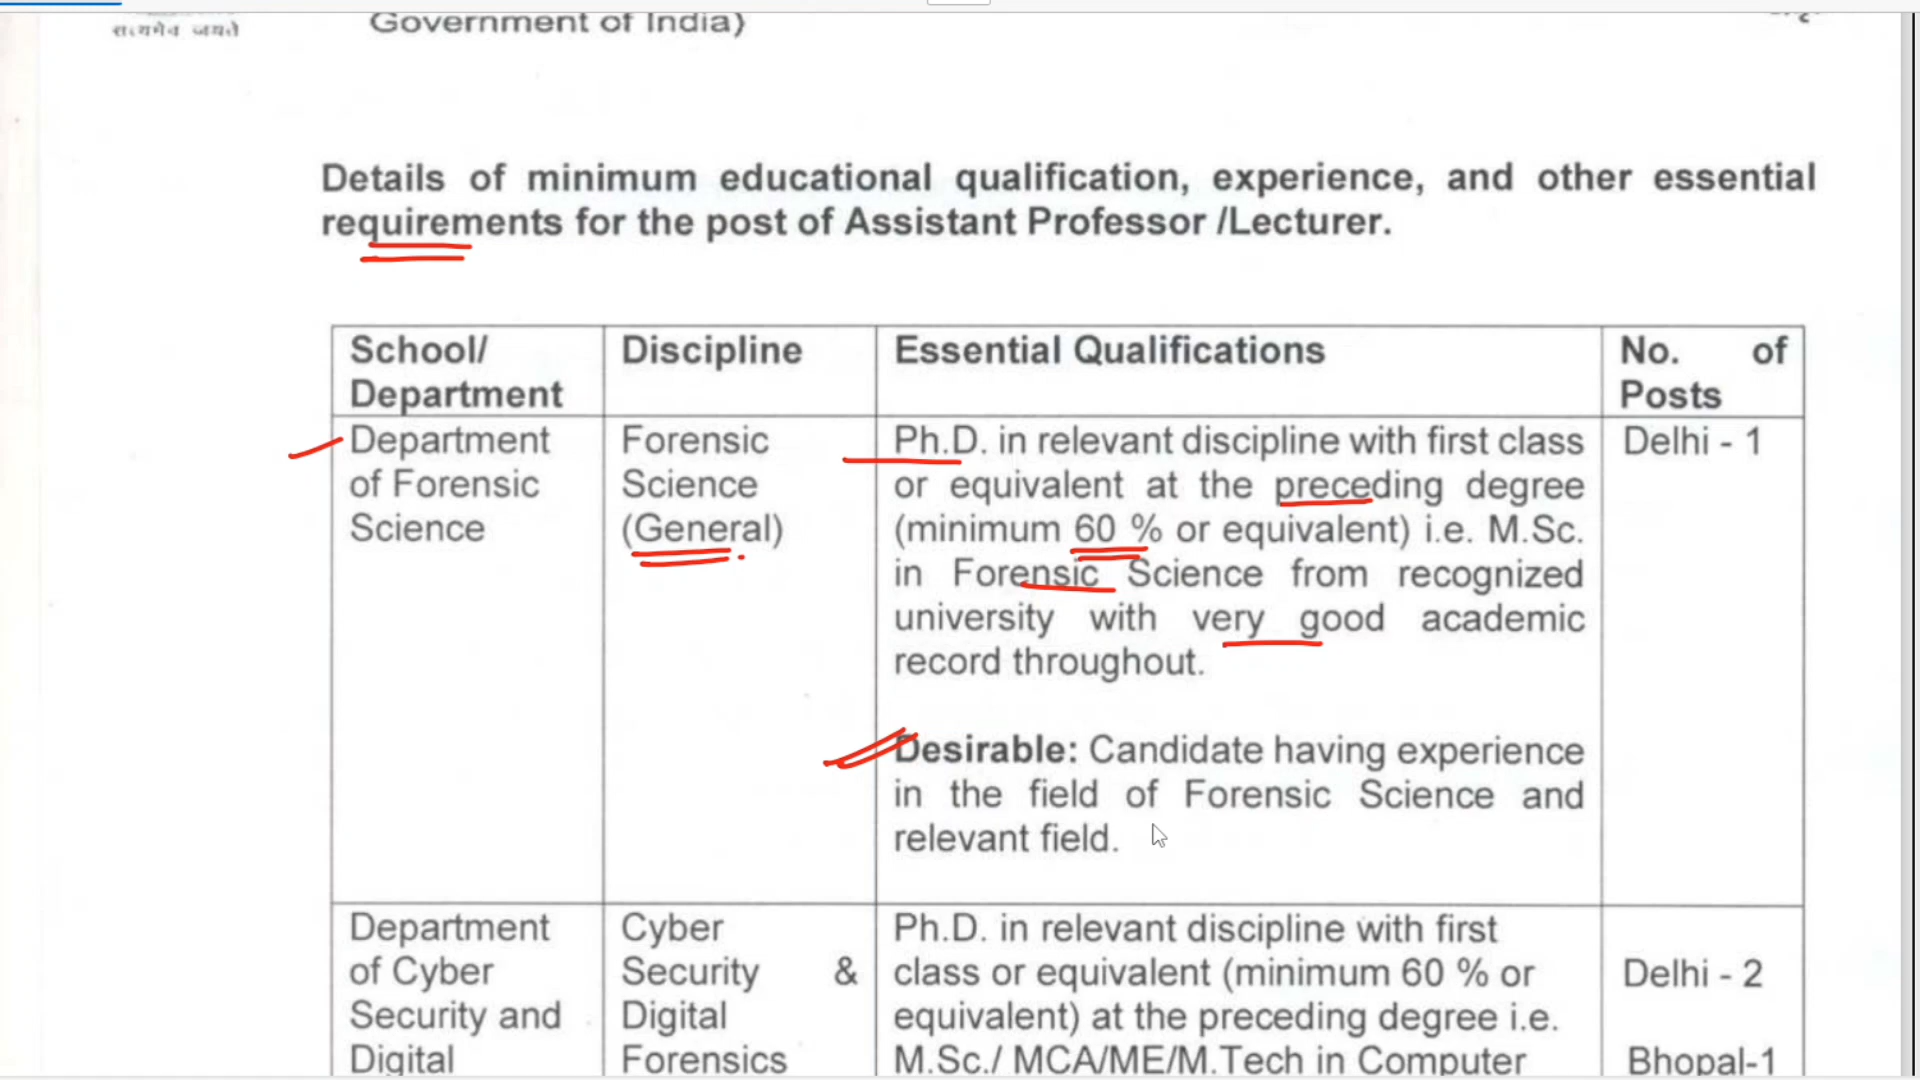 सत्यमेव जयते
Government of India)
Details of minimum educational qualification, experience, and other essential
requirements for the post of Assistant Professor /Lecturer.
School/
Department
Discipline
Essential Qualifications
No. of
Posts
Department
of Forensic
Science
Forensic
Science
(General)
Ph.D. in relevant discipline with first class
or equivalent at the preceding degree
(minimum 60 % or equivalent) i.e. M.Sc.
in Forensic Science from recognized
university with very good academic
record throughout.
Desirable: Candidate having experience
in the field of Forensic Science and
relevant field.
Delhi - 1
Department
of Cyber
Security and
Digital
Cyber
Security &
Digital
Forensics
Ph.D. in relevant discipline with first
class or equivalent (minimum 60 % or
equivalent) at the preceding degree i.e.
M.Sc./ MCA/ME/M.Tech in Computer
Delhi - 2
Bhopal-1